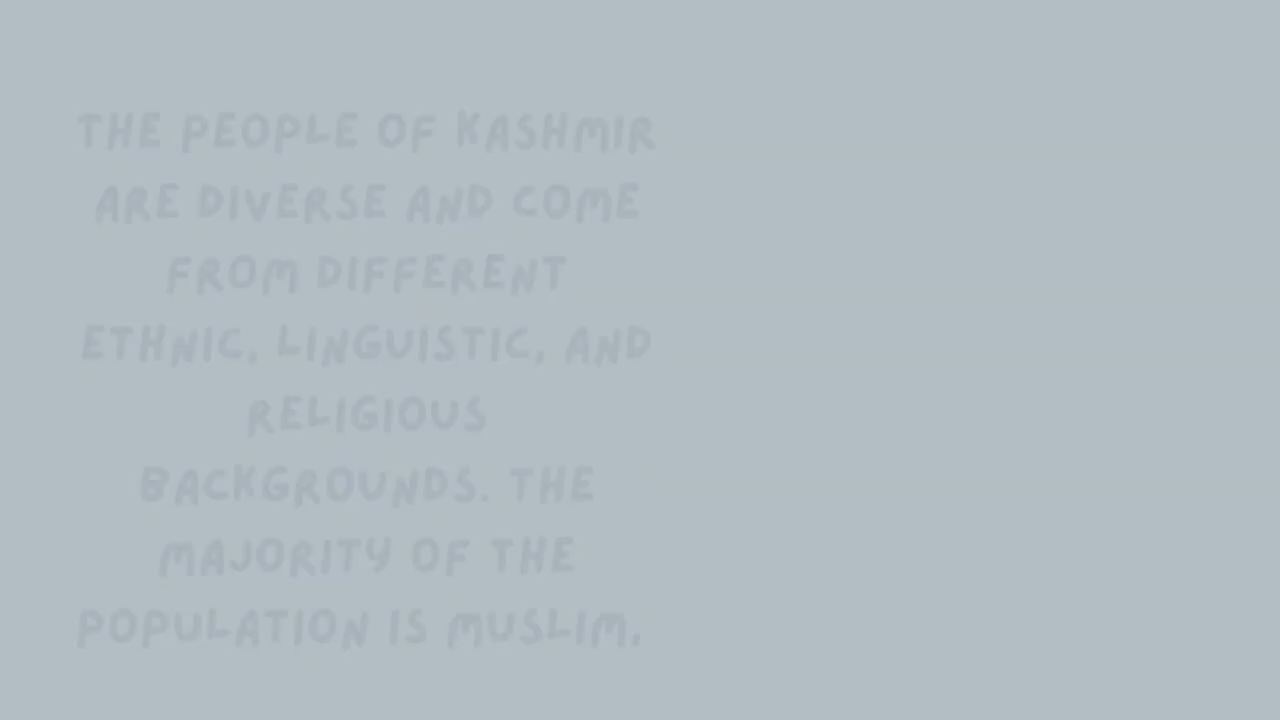 THE PEOPLE OF KASHMIR
ARE DIVERSE AND COME
FROM DIFFERENT
ETHNIC, LINGUISTIC, AND
RELIGIOUS
BACKGROUNDS. THE
MAJORITY OF THE
POPULATION IS MUSLIM,